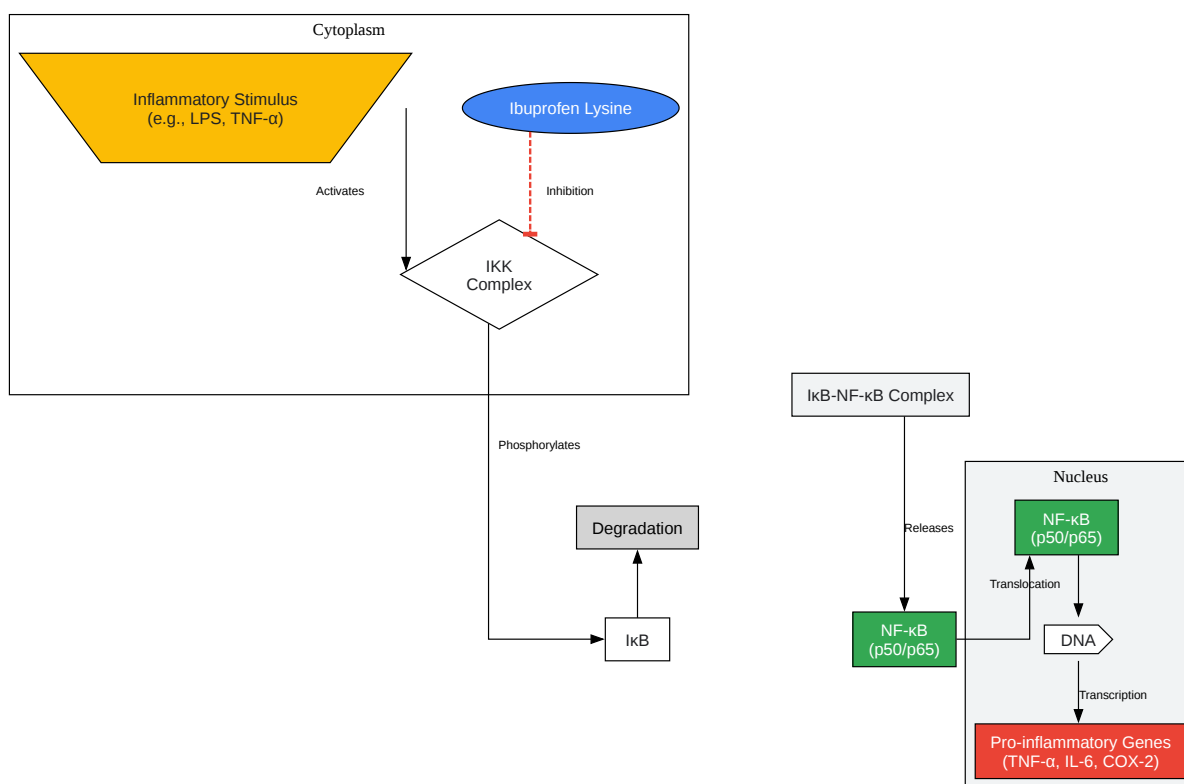 Cytoplasm
Inflammatory Stimulus
(e.g., LPS, TNF-α)
Ibuprofen Lysine
Activates
Inhibition
IKK
Complex
IκB-NF-κB Complex
Phosphorylates
Nucleus
NF-κB
(p50/p65)
Degradation
Releases
Translocation
NF-κB
(p50/p65)
IκB
DNA
Transcription
Pro-inflammatory Genes
(TNF-α, IL-6, COX-2)